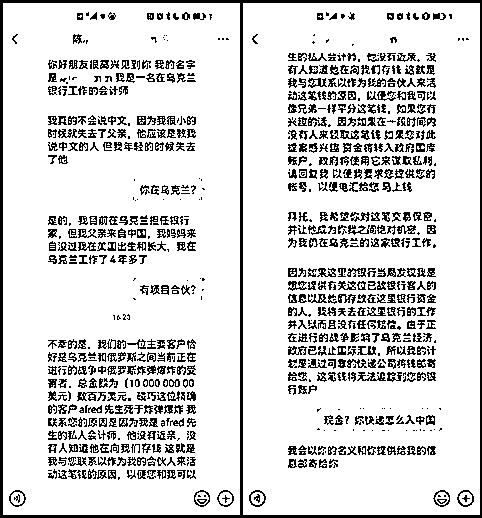 陈
你好朋友很高兴见到你 我的名字
是
我是一名在乌克兰
银行工作的会计师
我真的不会说中文，因为我很小的
时候就失去了父亲，他应该是教我
说中文的人 但我年轻的时候失去
了他
你在乌克兰？
是的，我目前在乌克兰担任银行
家，但我父亲来自中国，我妈妈来
自没过我在美国出生和长大，我在
乌克兰工作了4年多了
有项目合伙？
16:23
不幸的是，我们的一位主要客户恰
好是乌克兰和俄罗斯之间当前正在
进行的战争中俄罗斯炸弹爆炸的受
害者，总金额为（10 000 000 00
美元）数百万美元。碰巧这位精确
的客户 afred 先生死于炸弹爆炸 我
联系您的原因是因为我是 afred 先
生的私人会计师，他没有近亲，没
有人知道他在向我们存钱 这就是
我与您联系以作为我的合伙人来活
动这笔钱的原因，以便您和我可以
生的私人会计师，他没有近亲，没
有人知道他在向我们存钱 这就是
我与您联系以作为我的合伙人来活
动这笔钱的原因，以便您和我可以
像兄弟一样平分这笔钱，如果您有
兴趣的话，因为如果在一段时间内
没有人来领取这笔钱 如果您对此
提案感兴趣 资金将转入政府国库
账户，政府将使用它来谋取私利，
请回复我 以便我要求您提供您的
帐号，以便电汇给您 马上钱
拜托，我希望你对这笔交易保密，
并让他成为你我之间绝对机密，因
为我仍在乌克兰的这家银行工作。
因为如果这里的银行当局发现我是
想您提供有关这位已故银行客人的
信息以及他们存放在这里银行资金
的人，我将失去在这里银行的工作
并入狱而且没有任何赔偿。由于正
在进行的战争影响了乌克兰经济，
政府已禁止国际汇款，所以我的计
划是通过可靠的快递公司将钱邮寄
给您，这笔钱将无法追踪到您的银
行账户
现金？你快递怎么入中国
我会以你的名义和你提供给我的信
息邮寄给你